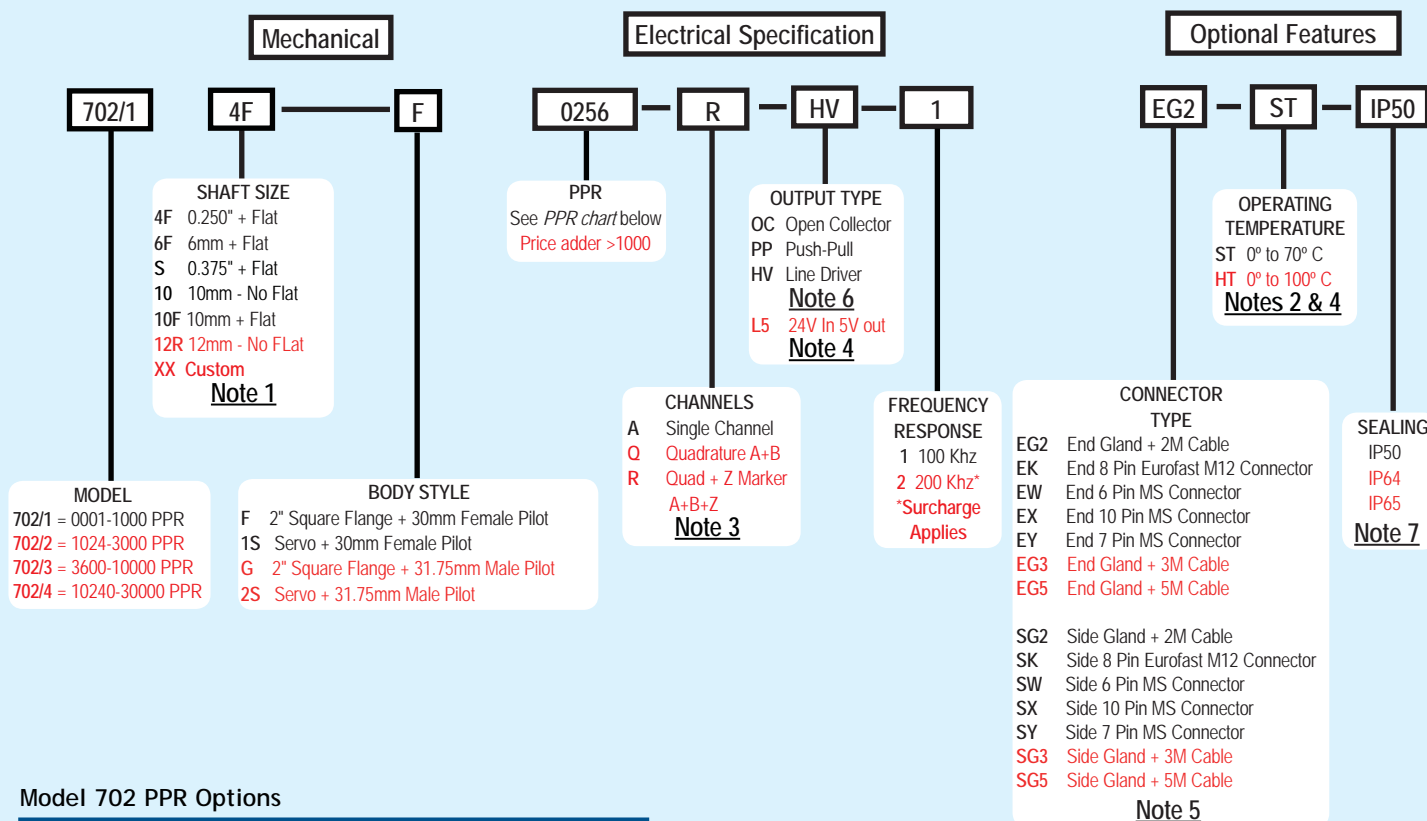 Mechanical
Electrical Specification
Optional Features
702/1
4F
F
0256
R
HV
1
EG2
ST
IP50
SHAFT SIZE
4F 0.250" + Flat
6F 6mm + Flat
S 0.375" + Flat
10 10mm - No Flat
10F 10mm + Flat
12R 12mm - No FLat
XX Custom
Note 1
PPR
See PPR chart below
Price adder >1000
OUTPUT TYPE
OC Open Collector
PP Push-Pull
HV Line Driver
Note 6
L5 24V In 5V out
Note 4
OPERATING
TEMPERATURE
ST 0º to 70º C
HT 0º to 100º C
Notes 2 & 4
MODEL
702/1 = 0001-1000 PPR
702/2 = 1024-3000 PPR
702/3 = 3600-10000 PPR
702/4 = 10240-30000 PPR
BODY STYLE
F 2" Square Flange + 30mm Female Pilot
1S Servo + 30mm Female Pilot
G 2" Square Flange + 31.75mm Male Pilot
2S Servo + 31.75mm Male Pilot
CHANNELS
A Single Channel
Q Quadrature A+B
R Quad + Z Marker
A+B+Z
Note 3
FREQUENCY
RESPONSE
1 100 Khz
2 200 Khz*
*Surcharge
Applies
CONNECTOR
TYPE
EG2 End Gland + 2M Cable
EK End 8 Pin Eurofast M12 Connector
EW End 6 Pin MS Connector
EX End 10 Pin MS Connector
EY End 7 Pin MS Connector
EG3 End Gland + 3M Cable
EG5 End Gland + 5M Cable
SG2 Side Gland + 2M Cable
SK Side 8 Pin Eurofast M12 Connector
SW Side 6 Pin MS Connector
SX Side 10 Pin MS Connector
SY Side 7 Pin MS Connector
SG3 Side Gland + 3M Cable
SG5 Side Gland + 5M Cable
Note 5
SEALING
IP50
IP64
IP65
Note 7
Model 702 PPR Options